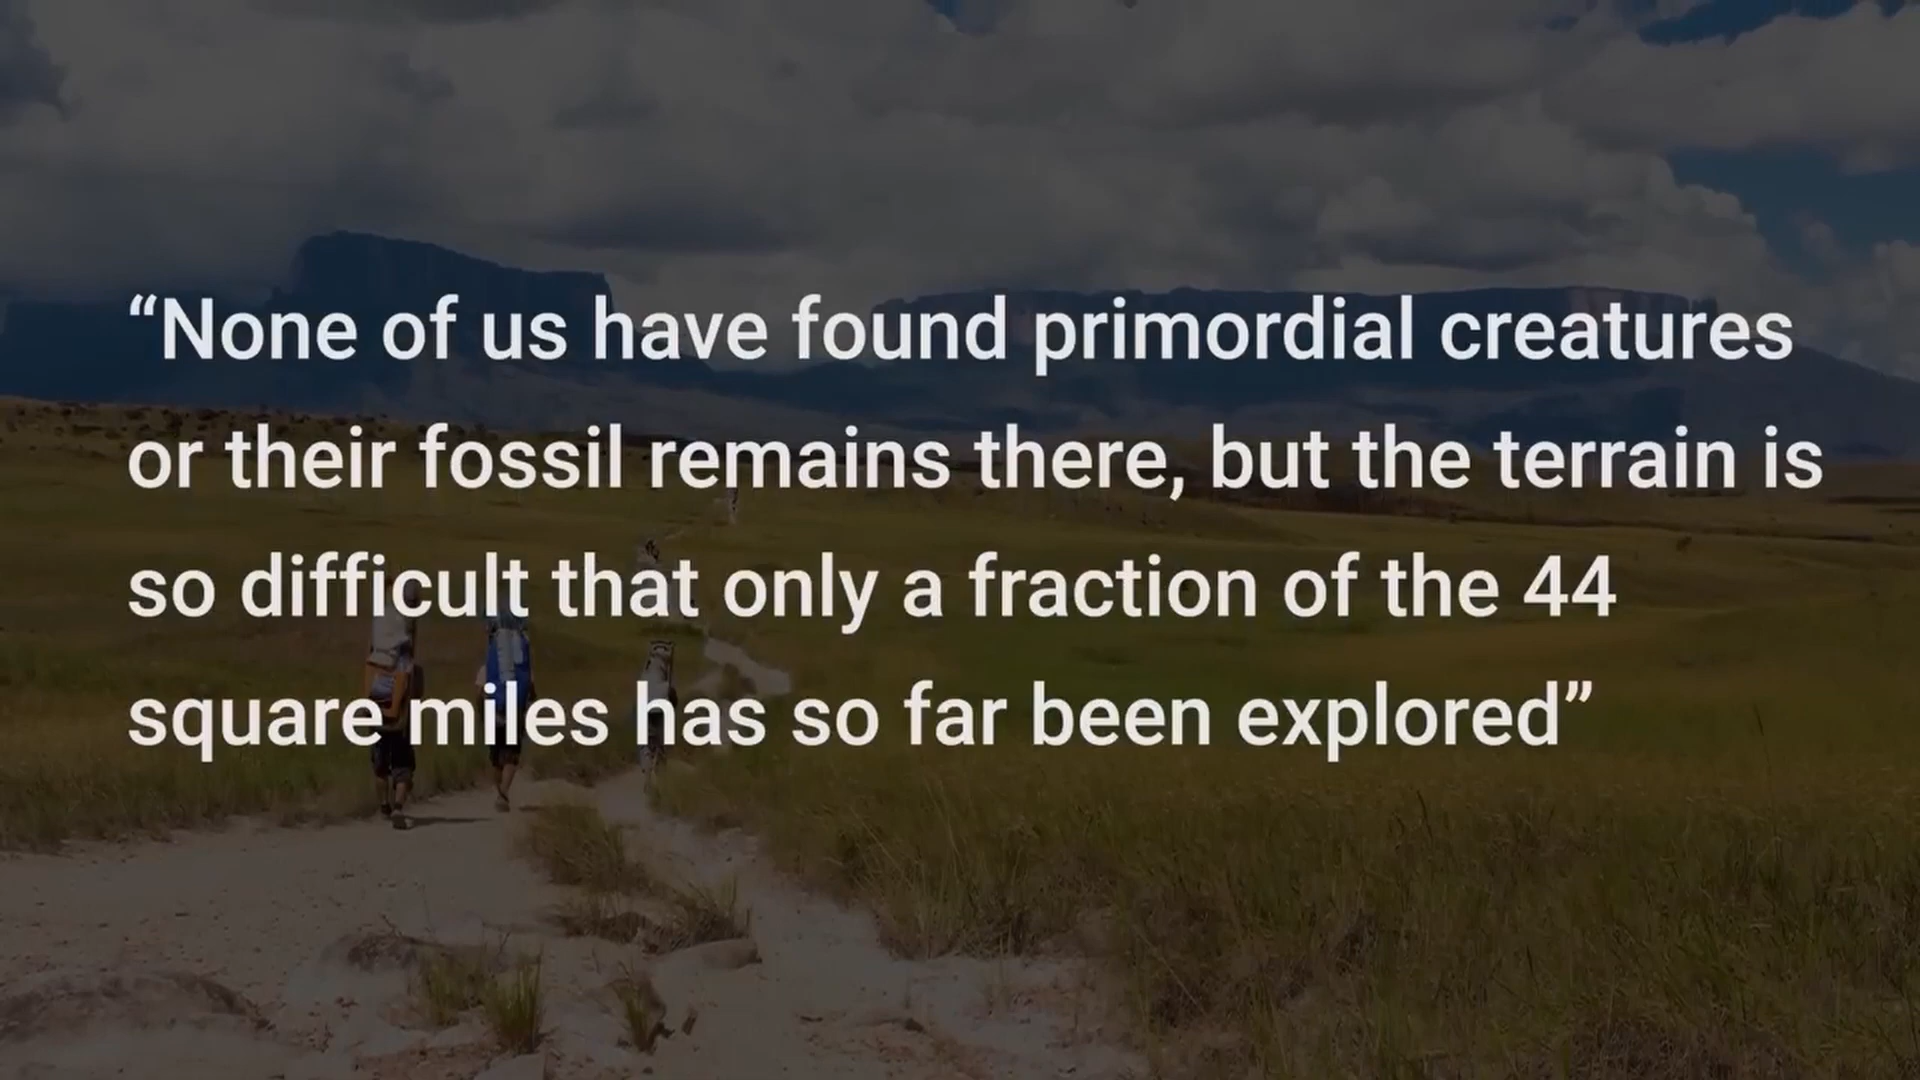 “None of us have found primordial creatures
or their fossil remains there, but the terrain is
so difficult that only a fraction of the 44
square miles has so far been explored”